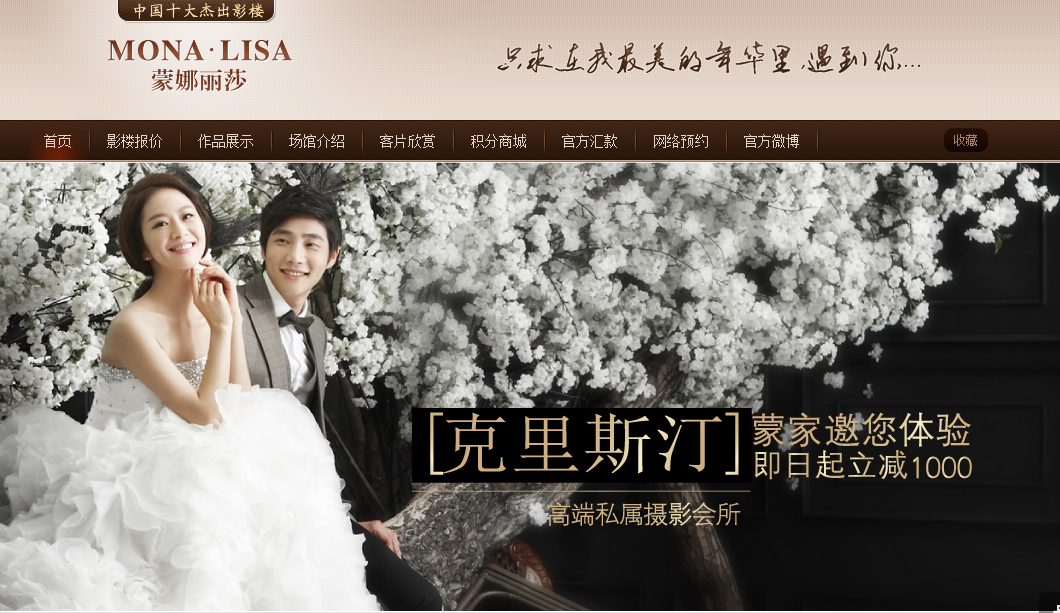 中国十大杰出影楼
MONA·LISA
蒙娜丽莎
只求在我最美的年华里,遇到你...
首页 影楼报价 作品展示 场馆介绍 客片欣赏 积分商城 官方汇款 网络预约 官方微博 收藏
[克里斯汀]
蒙家邀您体验
即日起立减1000
高端私属摄影会所